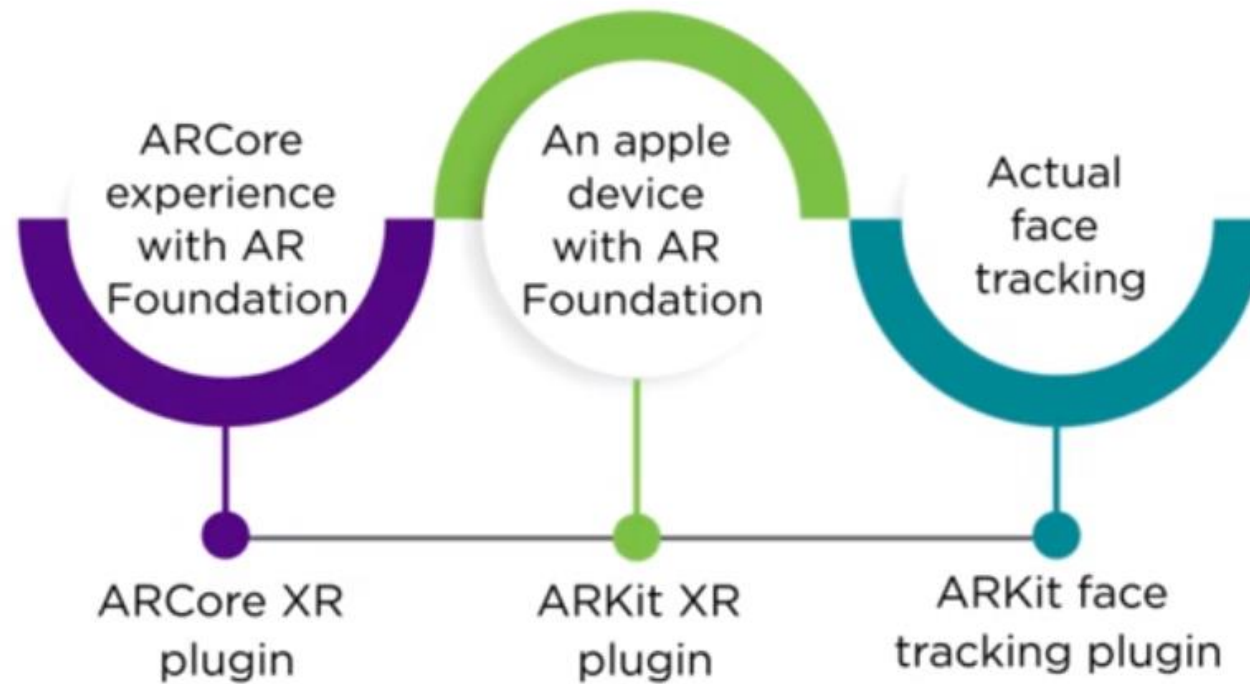 ARCore
experience
with AR
Foundation
An apple
device
with AR
Foundation
Actual
face
tracking
ARCore XR
plugin
ARKit XR
plugin
ARKit face
tracking plugin